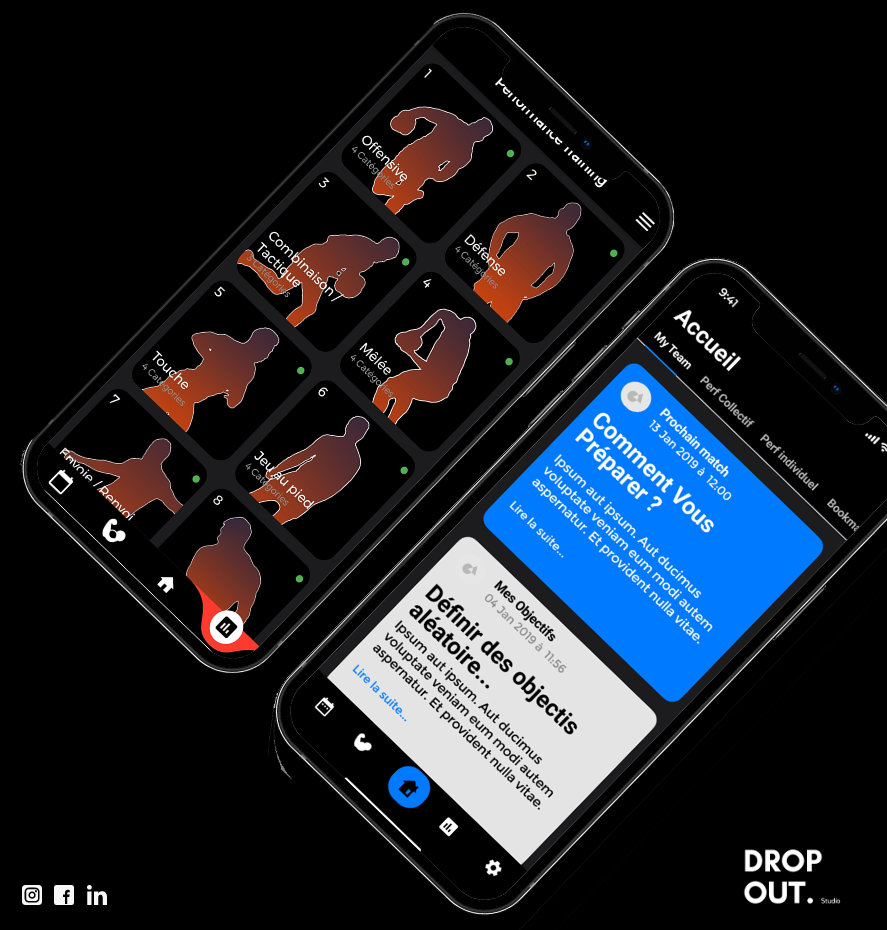 Performance Training
1
Offensive
4 Catégories
2
Défense
4 Catégories
3
Combinaison /
Tactique
3 Catégories
4
Mêlée
4 Catégories
5
Touche
4 Catégories
6
Jeu au pied
4 Catégories
7
Envoie / Renvoi
8
9:41
Accueil
My Team
Perf Collectif
Perf individuel
Bookma
Prochain match
13 Jan 2019 à 12:00
Comment Vous
Préparer ?
Ipsum aut ipsum. Aut ducimus
voluptate veniam eum modi autem
aspernatur. Et provident nulla vitae.
Lire la suite...
Mes Objectifs
04 Jan 2019 à 11:56
Définir des objectis
aléatoire...
Ipsum aut ipsum. Aut ducimus
voluptate veniam eum modi autem
aspernatur. Et provident nulla vitae.
Lire la suite...
DROP
OUT. Studio